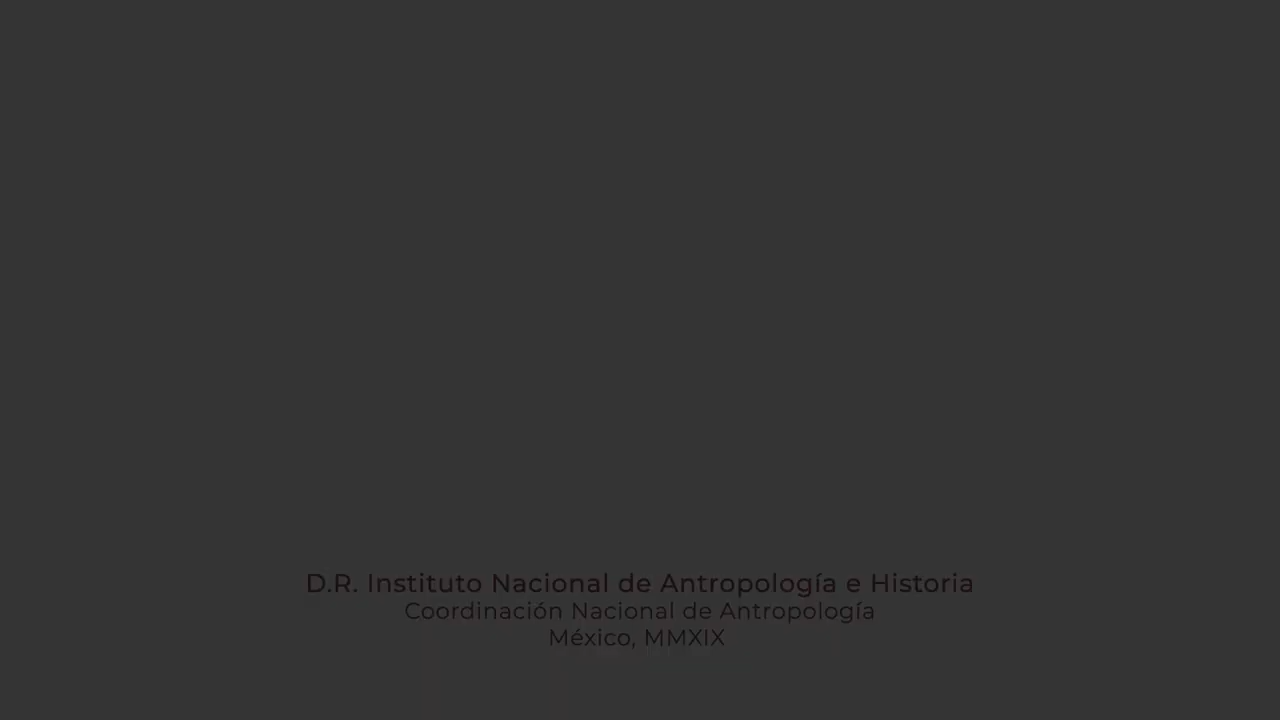 D.R. Instituto Nacional de Antropología e Historia
Coordinación Nacional de Antropología
México, MMXIX